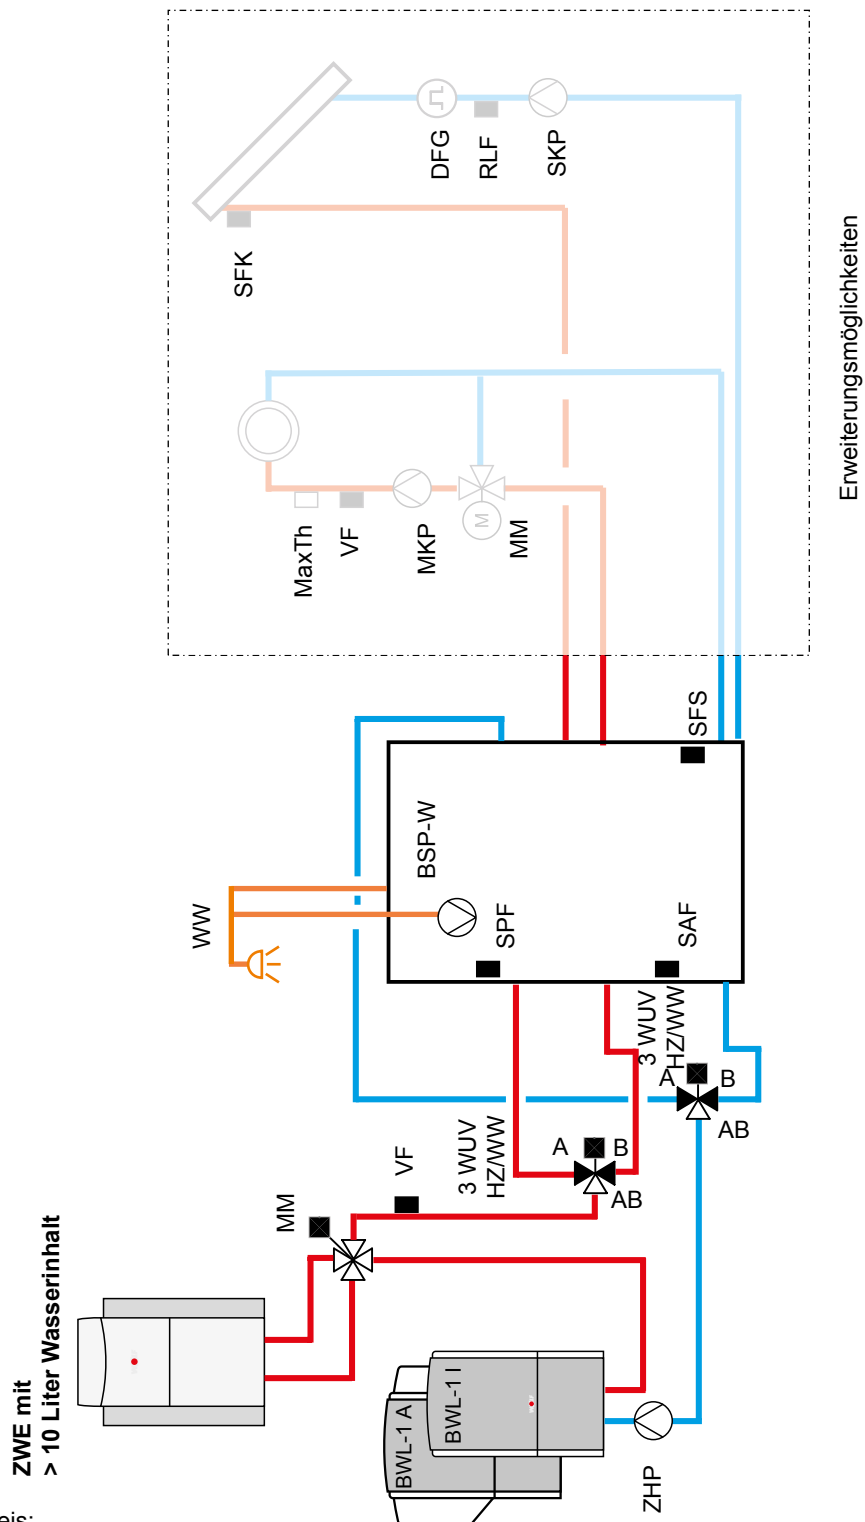 ZWE mit
> 10 Liter Wasserinhalt
MM
VF
3 WUV
HZ/WW
A
B
AB
3 WUV
HZ/WW
A
B
AB
BWL-1 A
BWL-1 I
ZHP
WW
BSP-W
SPF
SAF
SFS
MaxTh
VF
MKP
M
MM
SFK
DFG
RLF
SKP
Erweiterungsmöglichkeiten
eis: